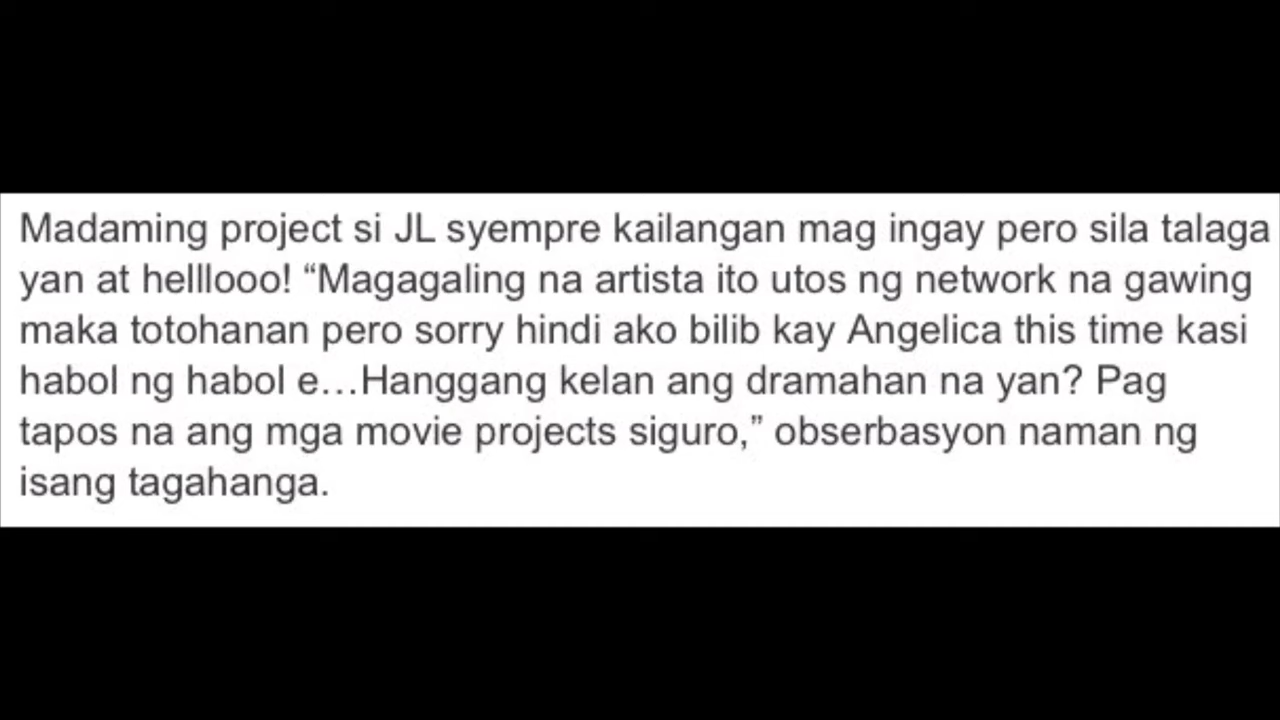 Madaming project si JL syempre kailangan mag ingay pero sila talaga
yan at helllooo! “Magagaling na artista ito utos ng network na gawing
maka totohanan pero sorry hindi ako bilib kay Angelica this time kasi
habol ng habol e…Hanggang kelan ang dramahan na yan? Pag
tapos na ang mga movie projects siguro,” obserbasyon naman ng
isang tagahanga.